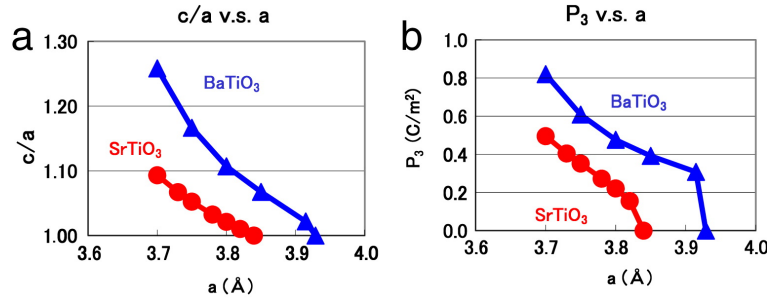 a
c/a v.s. a
1.30
1.20
1.10
1.00
c/a
BaTiO₃
SrTiO₃
3.6 3.7 3.8 3.9 4.0
a (Å)
b
P₃ v.s. a
1.0
0.8
0.6
0.4
0.2
0.0
P₃ (C/m²)
BaTiO₃
SrTiO₃
3.6 3.7 3.8 3.9 4.0
a (Å)